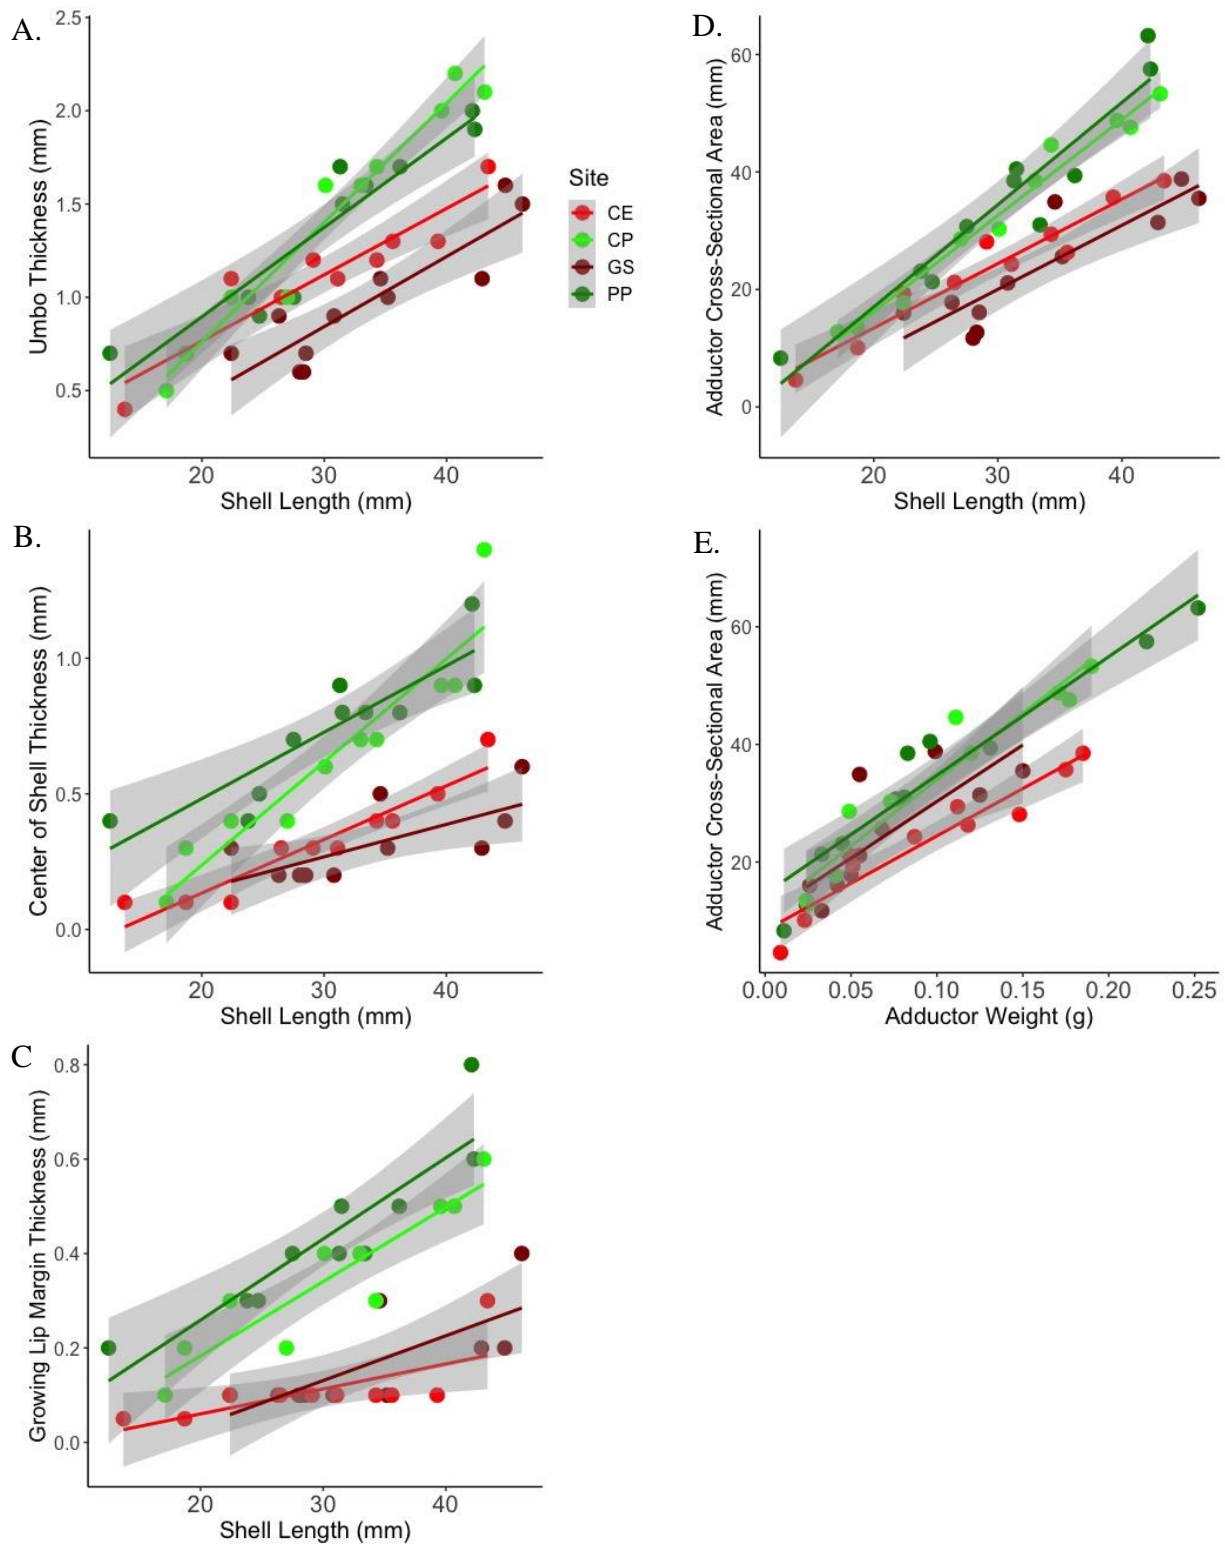 A.
2.5
2.0
1.5
1.0
0.5
Umbo Thickness (mm)
20 30 40
Shell Length (mm)
Site
CE
CP
GS
PP
D.
60
40
20
0
Adductor Cross-Sectional Area (mm)
20 30 40
Shell Length (mm)
B.
1.0
0.5
0.0
Center of Shell Thickness (mm)
20 30 40
Shell Length (mm)
E.
60
40
20
Adductor Cross-Sectional Area (mm)
0.00 0.05 0.10 0.15 0.20 0.25
Adductor Weight (g)
C
0.8
0.6
0.4
0.2
0.0
Growing Lip Margin Thickness (mm)
20 30 40
Shell Length (mm)